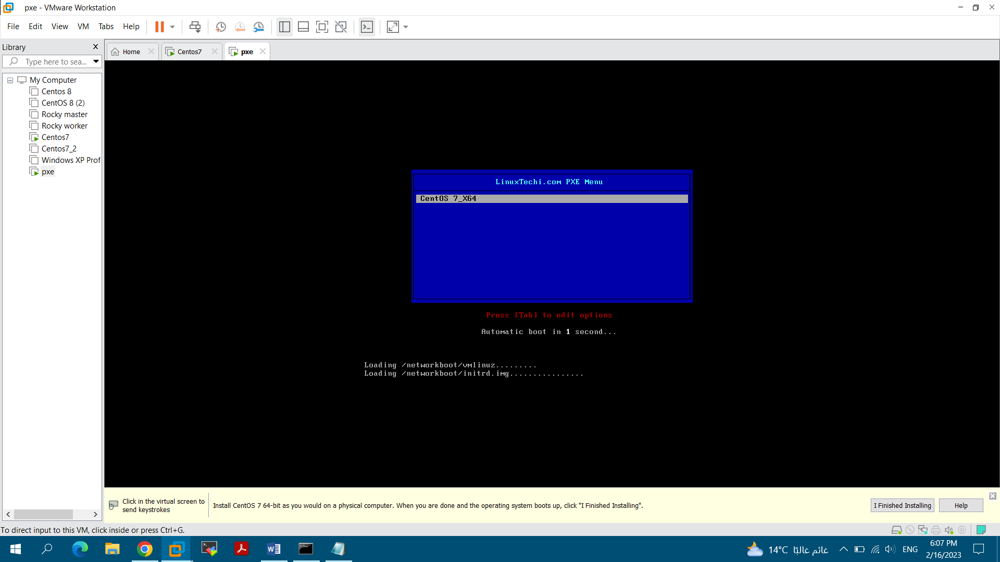 pxe - VMware Workstation
File Edit View VM Tabs Help
Library
Type here to sea...
My Computer
Centos 8
CentOS 8 (2)
Rocky master
Rocky worker
Centos7
Centos7_2
Windows XP Prof
pxe
Home
Centos7
pxe
LinuxTechi.com PXE Menu
CentOS 7_X64
Press [Tab] to edit options
Automatic boot in 1 second...
Loading /networkboot/vmlinuz.........
Loading /networkboot/initrd.img................
Click in the virtual screen to
send keystrokes
Install CentOS 7 64-bit as you would on a physical computer. When you are done and the operating system boots up, click "I Finished Installing".
I Finished Installing
Help
To direct input to this VM, click inside or press Ctrl+G.
14°C غائم غالبًا
ENG
6:07 PM
2/16/2023